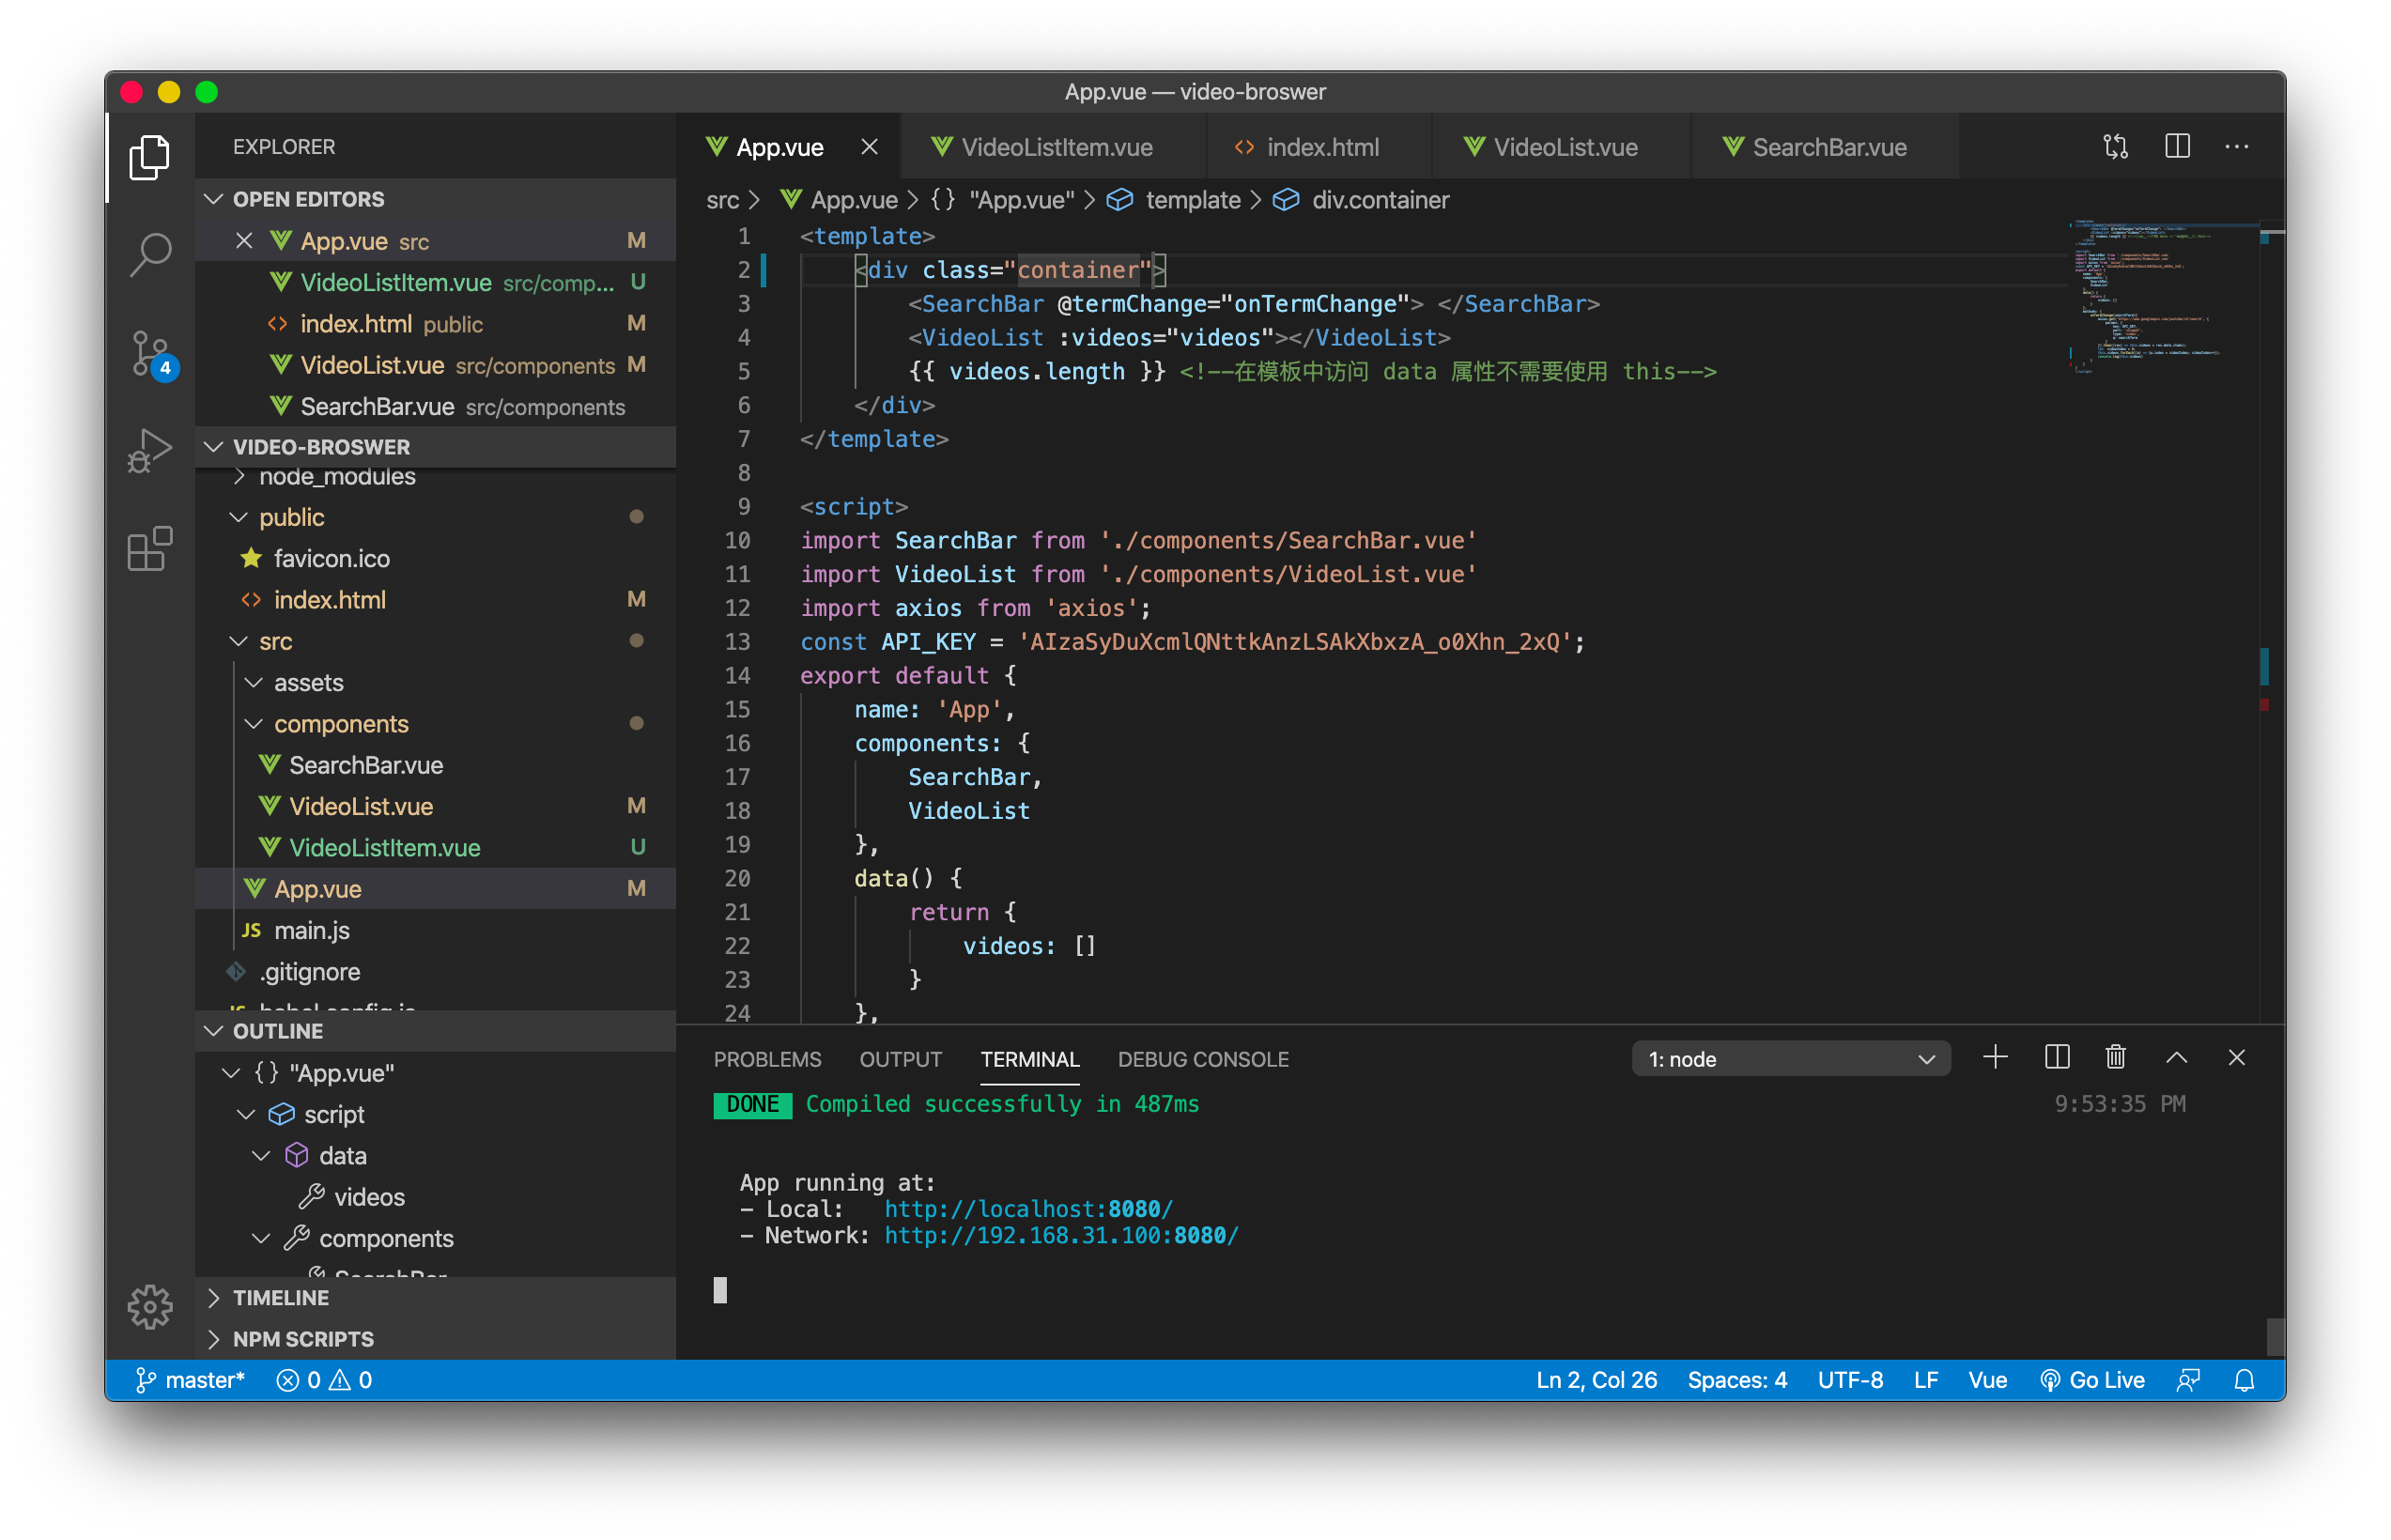 App.vue — video-broswer
EXPLORER
OPEN EDITORS
App.vue src M
VideoListItem.vue src/comp... U
index.html public M
VideoList.vue src/components M
SearchBar.vue src/components
VIDEO-BROSWER
node_modules
public
favicon.ico
index.html M
src
assets
components
SearchBar.vue
VideoList.vue M
VideoListItem.vue U
App.vue M
JS main.js
.gitignore
OUTLINE
{} "App.vue"
script
data
videos
components
SearchBar
TIMELINE
NPM SCRIPTS
4
App.vue VideoListItem.vue index.html VideoList.vue SearchBar.vue
src > App.vue > {} "App.vue" > template > div.container
1 <template>
2 <div class="container">
3 <SearchBar @termChange="onTermChange"> </SearchBar>
4 <VideoList :videos="videos"></VideoList>
5 {{ videos.length }} <!--在模板中访问 data 属性不需要使用 this-->
6 </div>
7 </template>
8
9 <script>
10 import SearchBar from './components/SearchBar.vue'
11 import VideoList from './components/VideoList.vue'
12 import axios from 'axios';
13 const API_KEY = 'AIzaSyDuXcmlQNttkAnzLSAkXbxzA_o0Xhn_2xQ';
14 export default {
15 name: 'App',
16 components: {
17 SearchBar,
18 VideoList
19 },
20 data() {
21 return {
22 videos: []
23 }
24 },
PROBLEMS OUTPUT TERMINAL DEBUG CONSOLE 1: node
DONE Compiled successfully in 487ms 9:53:35 PM
App running at:
- Local: http://localhost:8080/
- Network: http://192.168.31.100:8080/
master* 0 0 Ln 2, Col 26 Spaces: 4 UTF-8 LF Vue Go Live